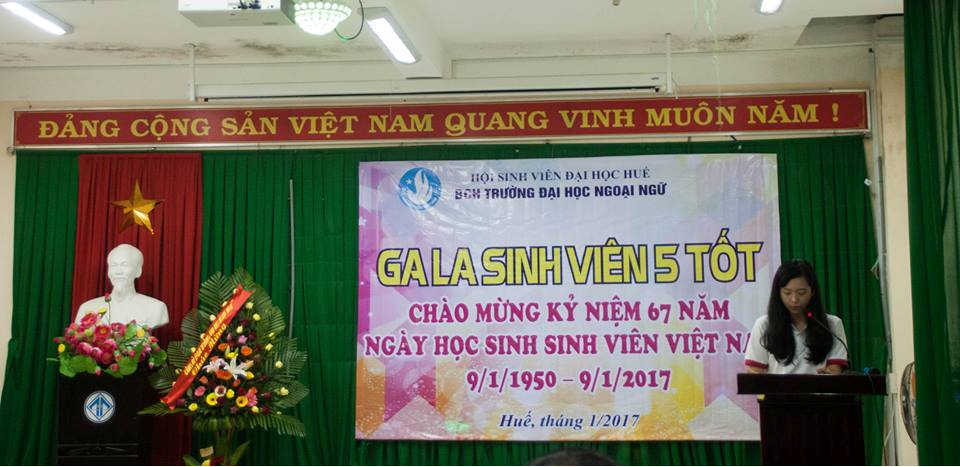 ĐẢNG CỘNG SẢN VIỆT NAM QUANG VINH MUÔN NĂM !
HỘI SINH VIÊN ĐẠI HỌC HUẾ
BCH TRƯỜNG ĐẠI HỌC NGOẠI NGỮ
GALA SINH VIÊN 5 TỐT
CHÀO MỪNG KỶ NIỆM 67 NĂM
NGÀY HỌC SINH SINH VIÊN VIỆT NA
9/1/1950 – 9/1/2017
Huế, tháng 1/2017